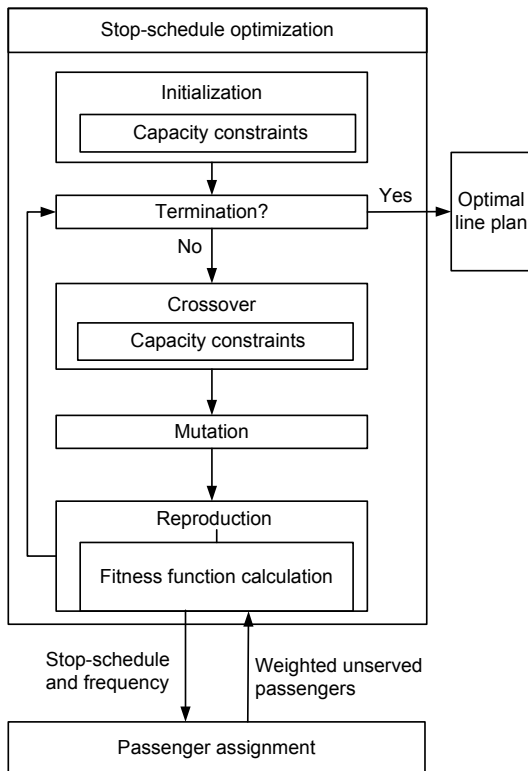 Stop-schedule optimization
Initialization
Capacity constraints
Termination?
Yes
Optimal
line plan
No
Crossover
Capacity constraints
Mutation
Reproduction
Fitness function calculation
Stop-schedule
and frequency
Weighted unserved
passengers
Passenger assignment